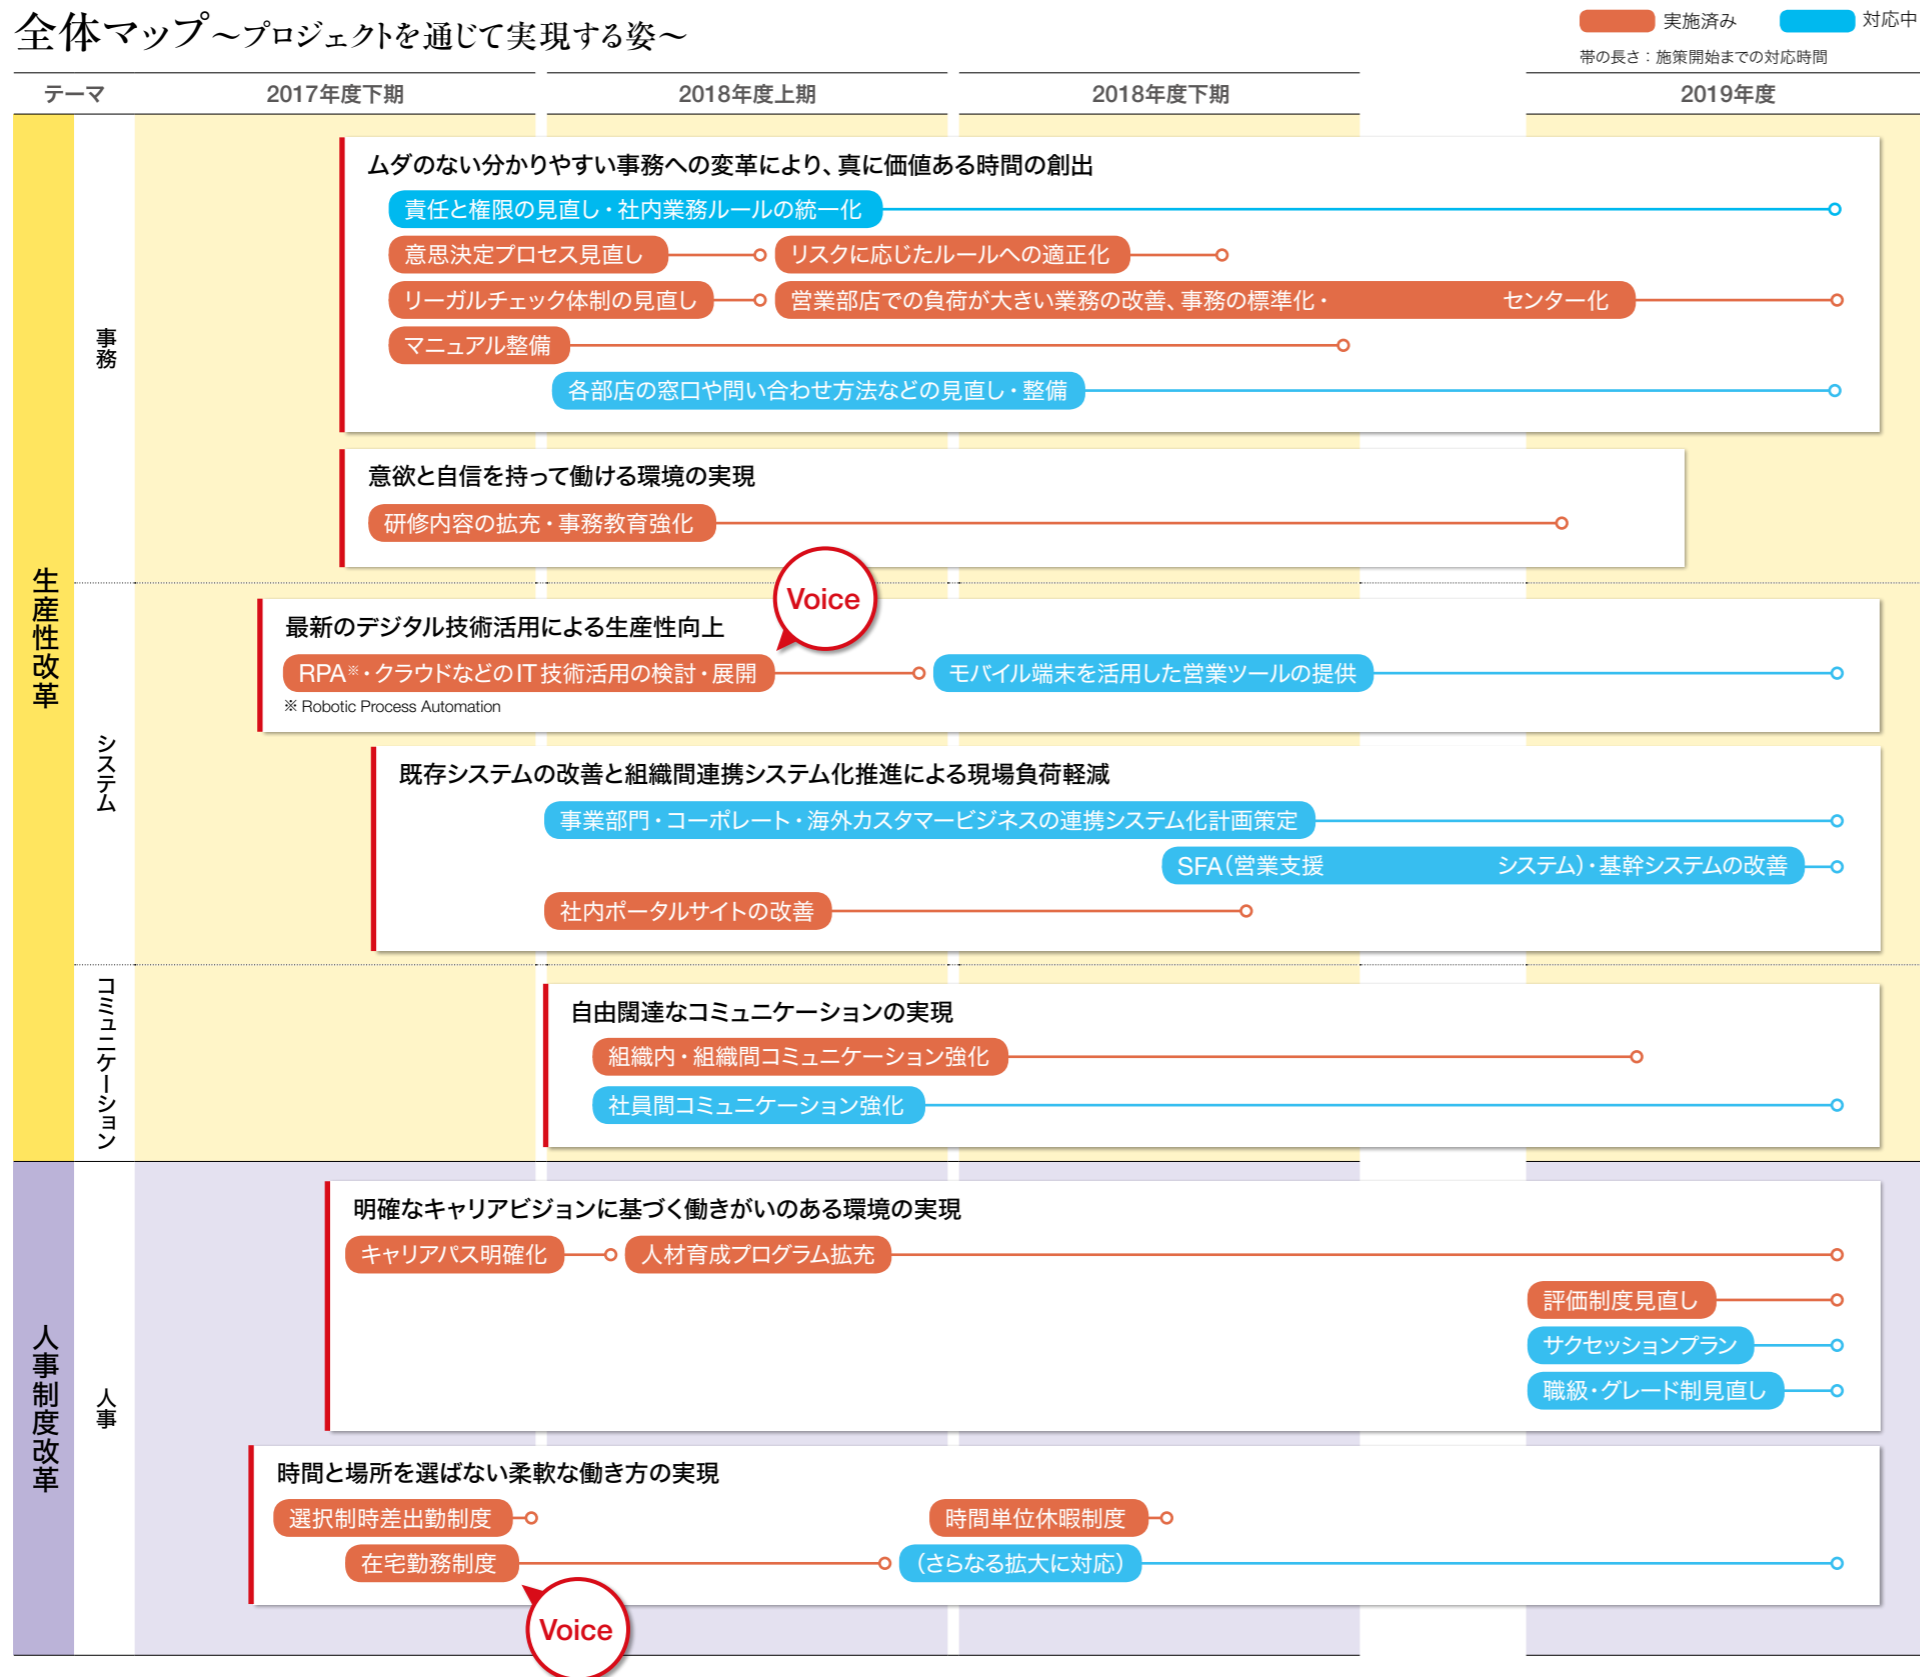 全体マップ～プロジェクトを通じて実現する姿～
実施済み
対応中
帯の長さ：施策開始までの対応時間
テーマ
2017年度下期
2018年度上期
2018年度下期
2019年度
生産性改革
事務
ムダのない分かりやすい事務への変革により、真に価値ある時間の創出
責任と権限の見直し・社内業務ルールの統一化
意思決定プロセス見直し
リスクに応じたルールへの適正化
リーガルチェック体制の見直し
営業部店での負荷が大きい業務の改善、事務の標準化・センター化
マニュアル整備
各部店の窓口や問い合わせ方法などの見直し・整備
意欲と自信を持って働ける環境の実現
研修内容の拡充・事務教育強化
システム
Voice
最新のデジタル技術活用による生産性向上
RPA※・クラウドなどのIT技術活用の検討・展開
モバイル端末を活用した営業ツールの提供
※ Robotic Process Automation
既存システムの改善と組織間連携システム化推進による現場負荷軽減
事業部門・コーポレート・海外カスタマービジネスの連携システム化計画策定
SFA（営業支援システム）・基幹システムの改善
社内ポータルサイトの改善
コミュニケーション
自由闊達なコミュニケーションの実現
組織内・組織間コミュニケーション強化
社員間コミュニケーション強化
人事制度改革
人事
明確なキャリアビジョンに基づく働きがいのある環境の実現
キャリアパス明確化
人材育成プログラム拡充
評価制度見直し
サクセッションプラン
職級・グレード制見直し
時間と場所を選ばない柔軟な働き方の実現
選択制時差出勤制度
時間単位休暇制度
在宅勤務制度
（さらなる拡大に対応）
Voice